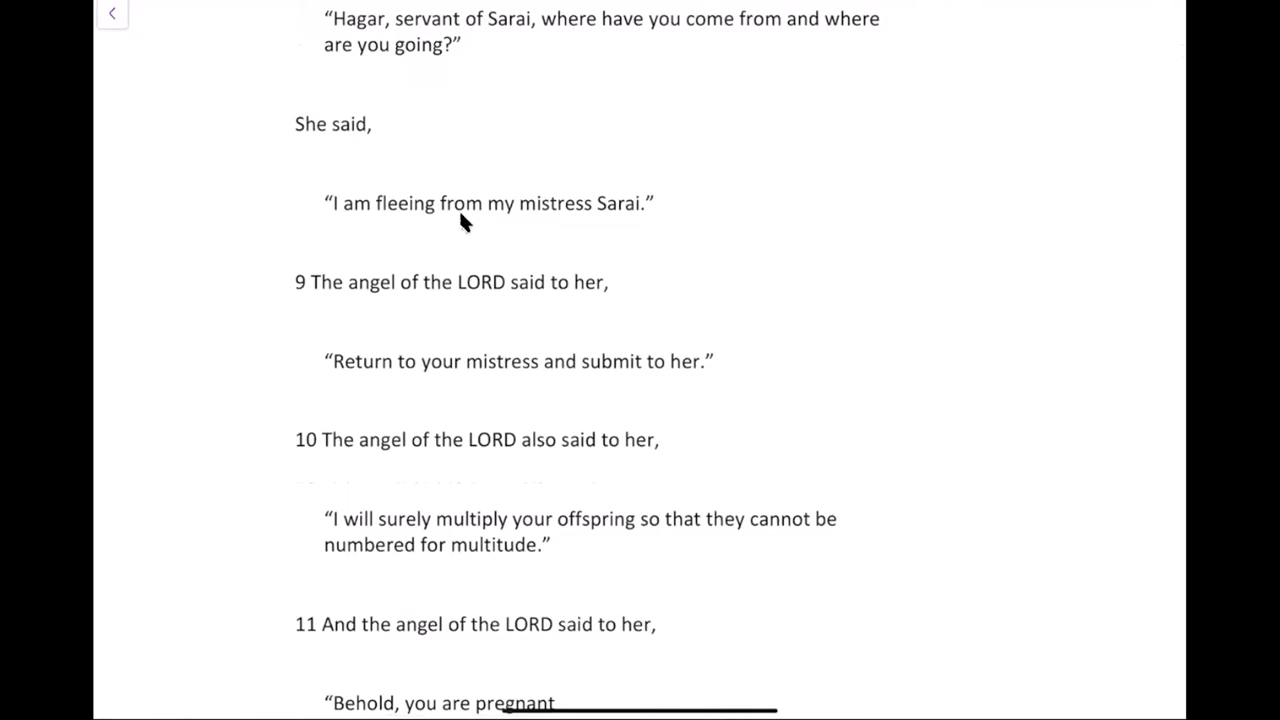 “Hagar, servant of Sarai, where have you come from and where
are you going?”
She said,
“I am fleeing from my mistress Sarai.”
9 The angel of the LORD said to her,
“Return to your mistress and submit to her.”
10 The angel of the LORD also said to her,
“I will surely multiply your offspring so that they cannot be
numbered for multitude.”
11 And the angel of the LORD said to her,
“Behold, you are pregnant